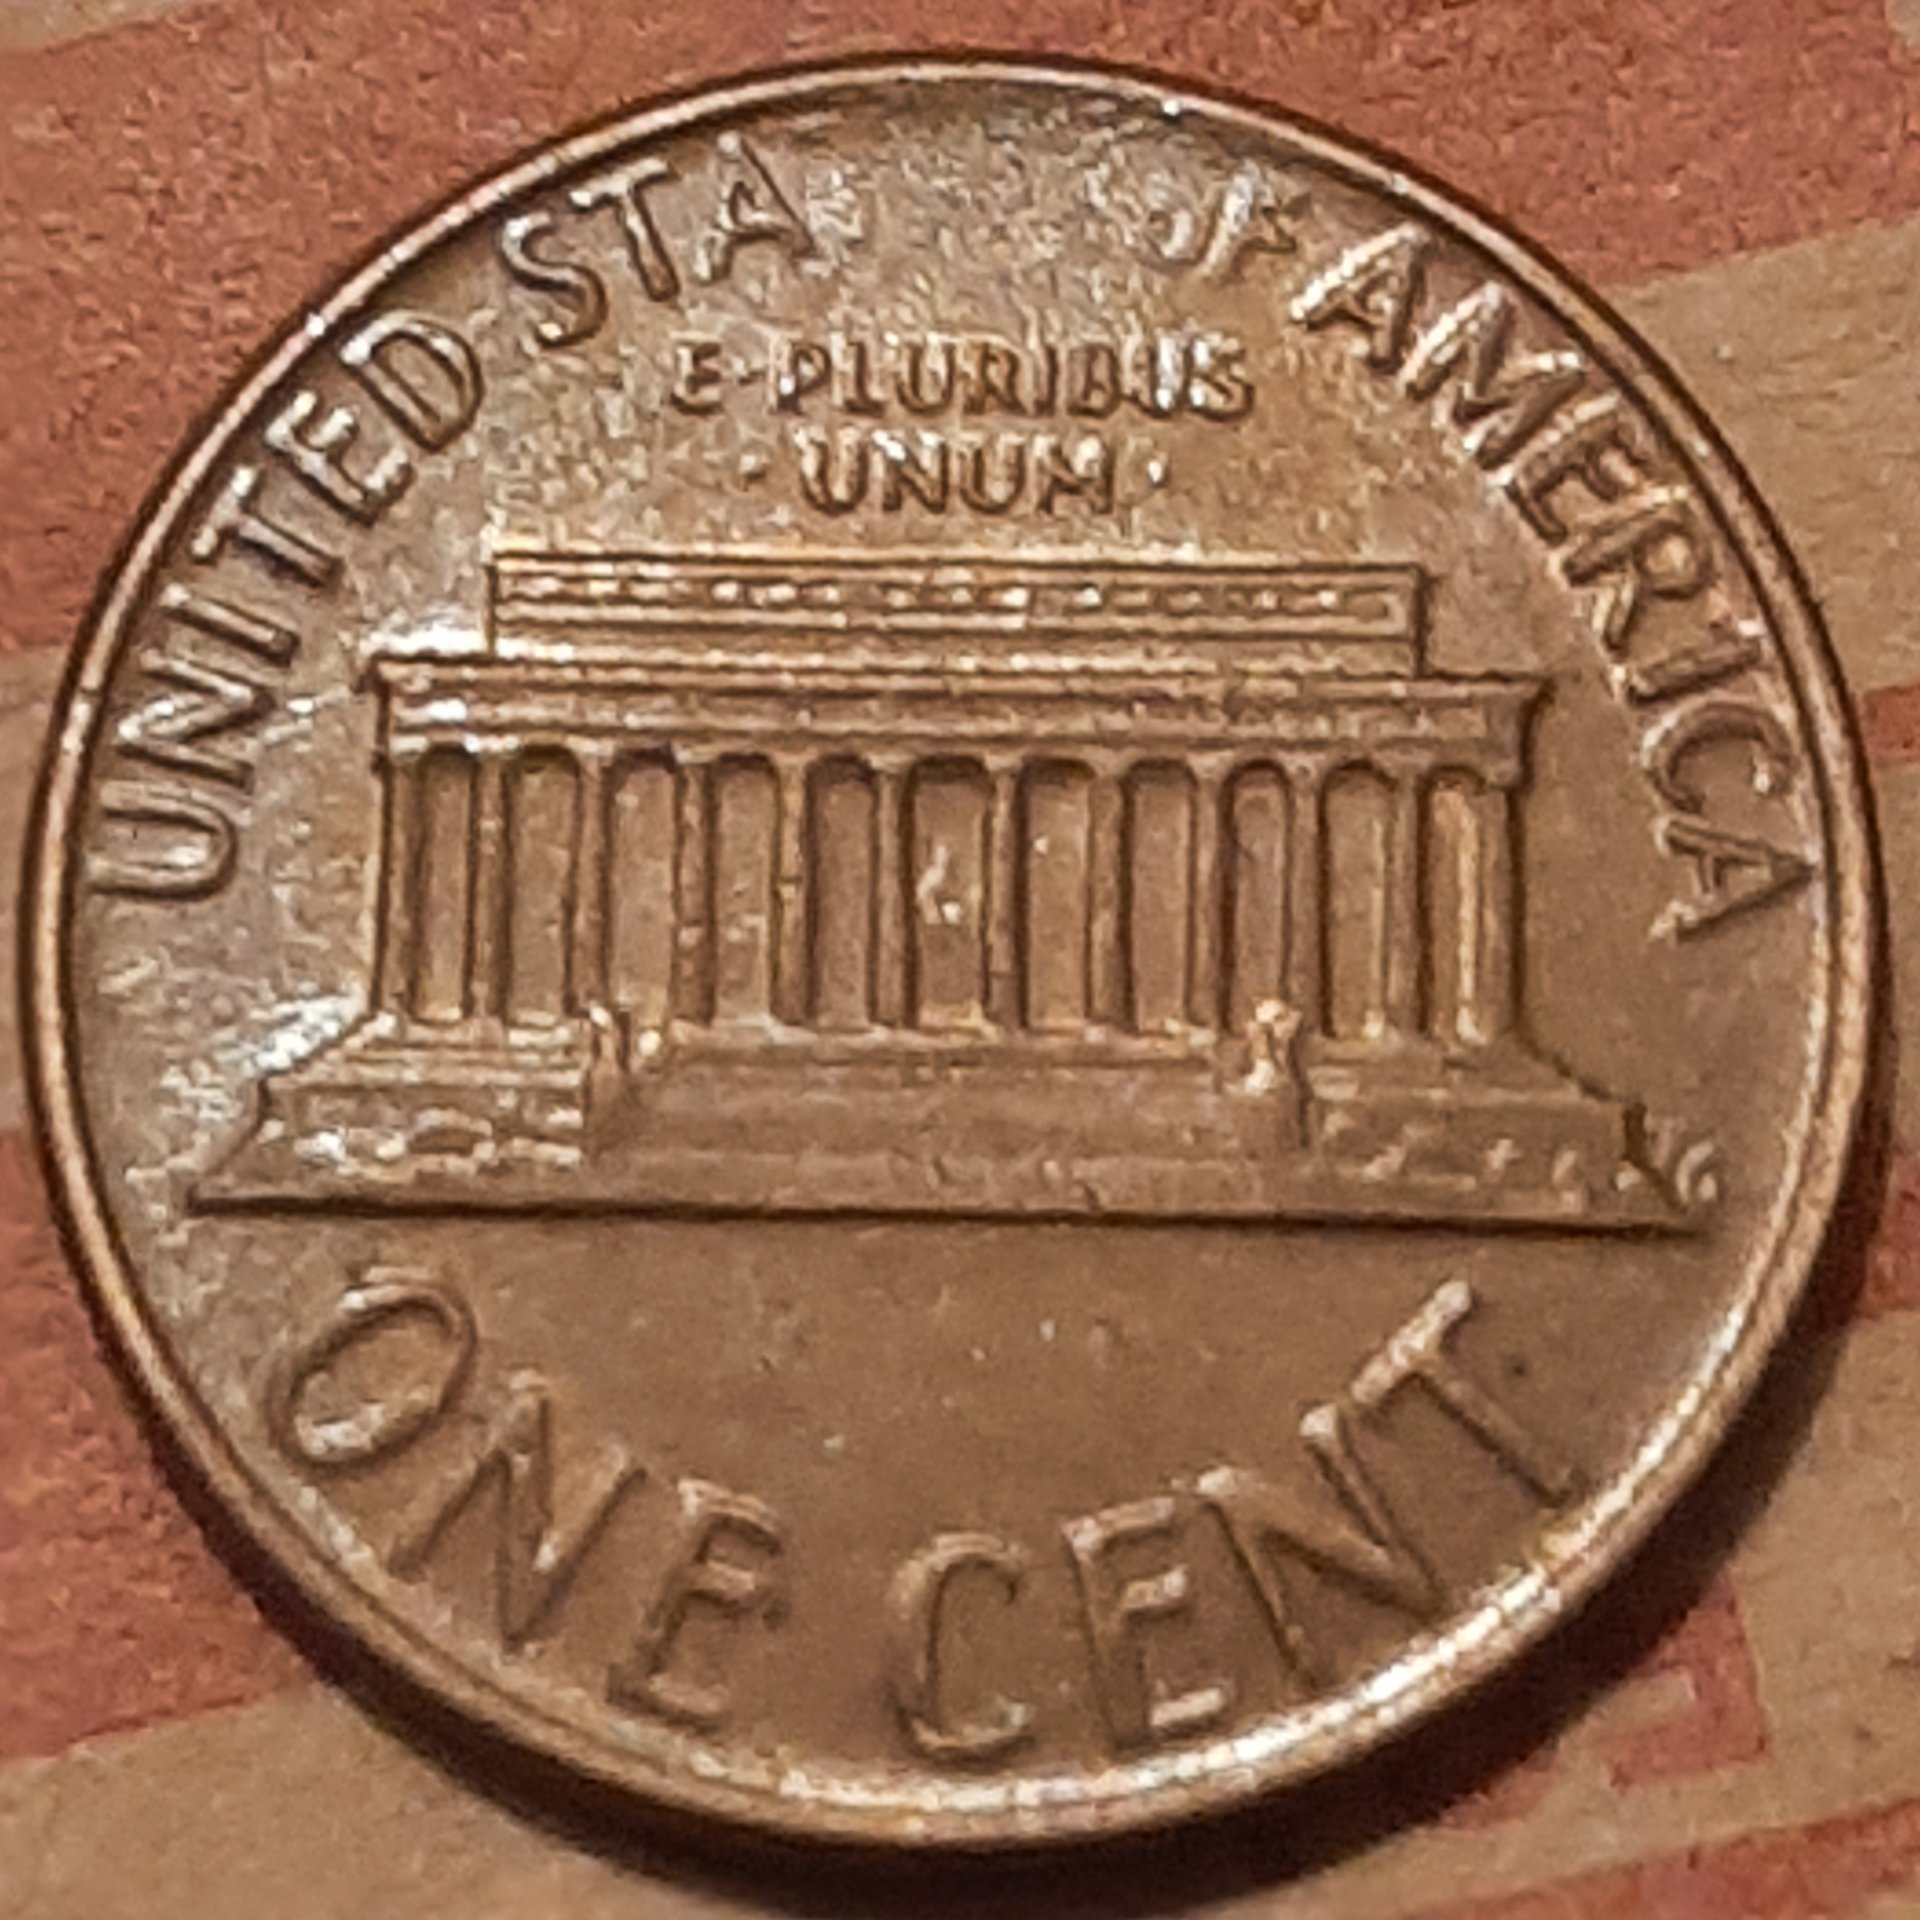 UNITED STA OF AMERICA
E·PLURIBUS
·UNUM·
ONE CENT